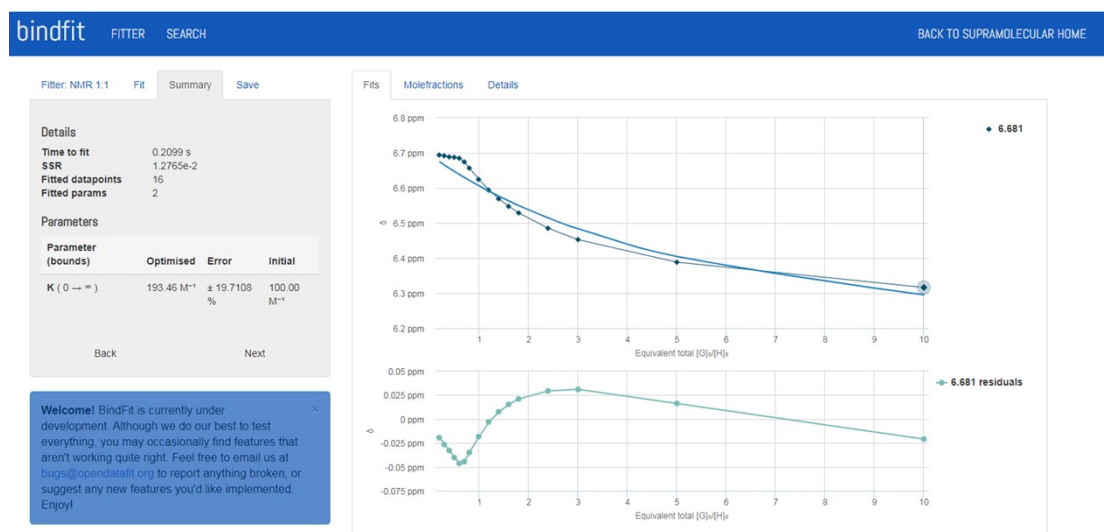 bindfit FITTER SEARCH BACK TO SUPRAMOLECULAR HOME
Fitter: NMR 1:1 Fit Summary Save
Details
Time to fit 0.2099 s
SSR 1.2765e-2
Fitted datapoints 16
Fitted params 2
Parameters
Parameter (bounds) Optimised Error Initial
K ( 0 → ∞ ) 193.46 M⁻¹ ± 19.7108 % 100.00 M⁻¹
Back Next
Welcome! BindFit is currently under ×
development. Although we do our best to test
everything, you may occasionally find features that
aren't working quite right. Feel free to email us at
bugs@opendatafit.org to report anything broken, or
suggest any new features you'd like implemented.
Enjoy!
Fits Molefractions Details
6.8 ppm
6.7 ppm
6.6 ppm
6.5 ppm
δ
6.4 ppm
6.3 ppm
6.2 ppm
1 2 3 4 5 6 7 8 9 10
Equivalent total [G]₀/[H]₀
6.681
0.05 ppm
0.025 ppm
0 ppm
δ
-0.025 ppm
-0.05 ppm
-0.075 ppm
1 2 3 4 5 6 7 8 9 10
Equivalent total [G]₀/[H]₀
6.681 residuals